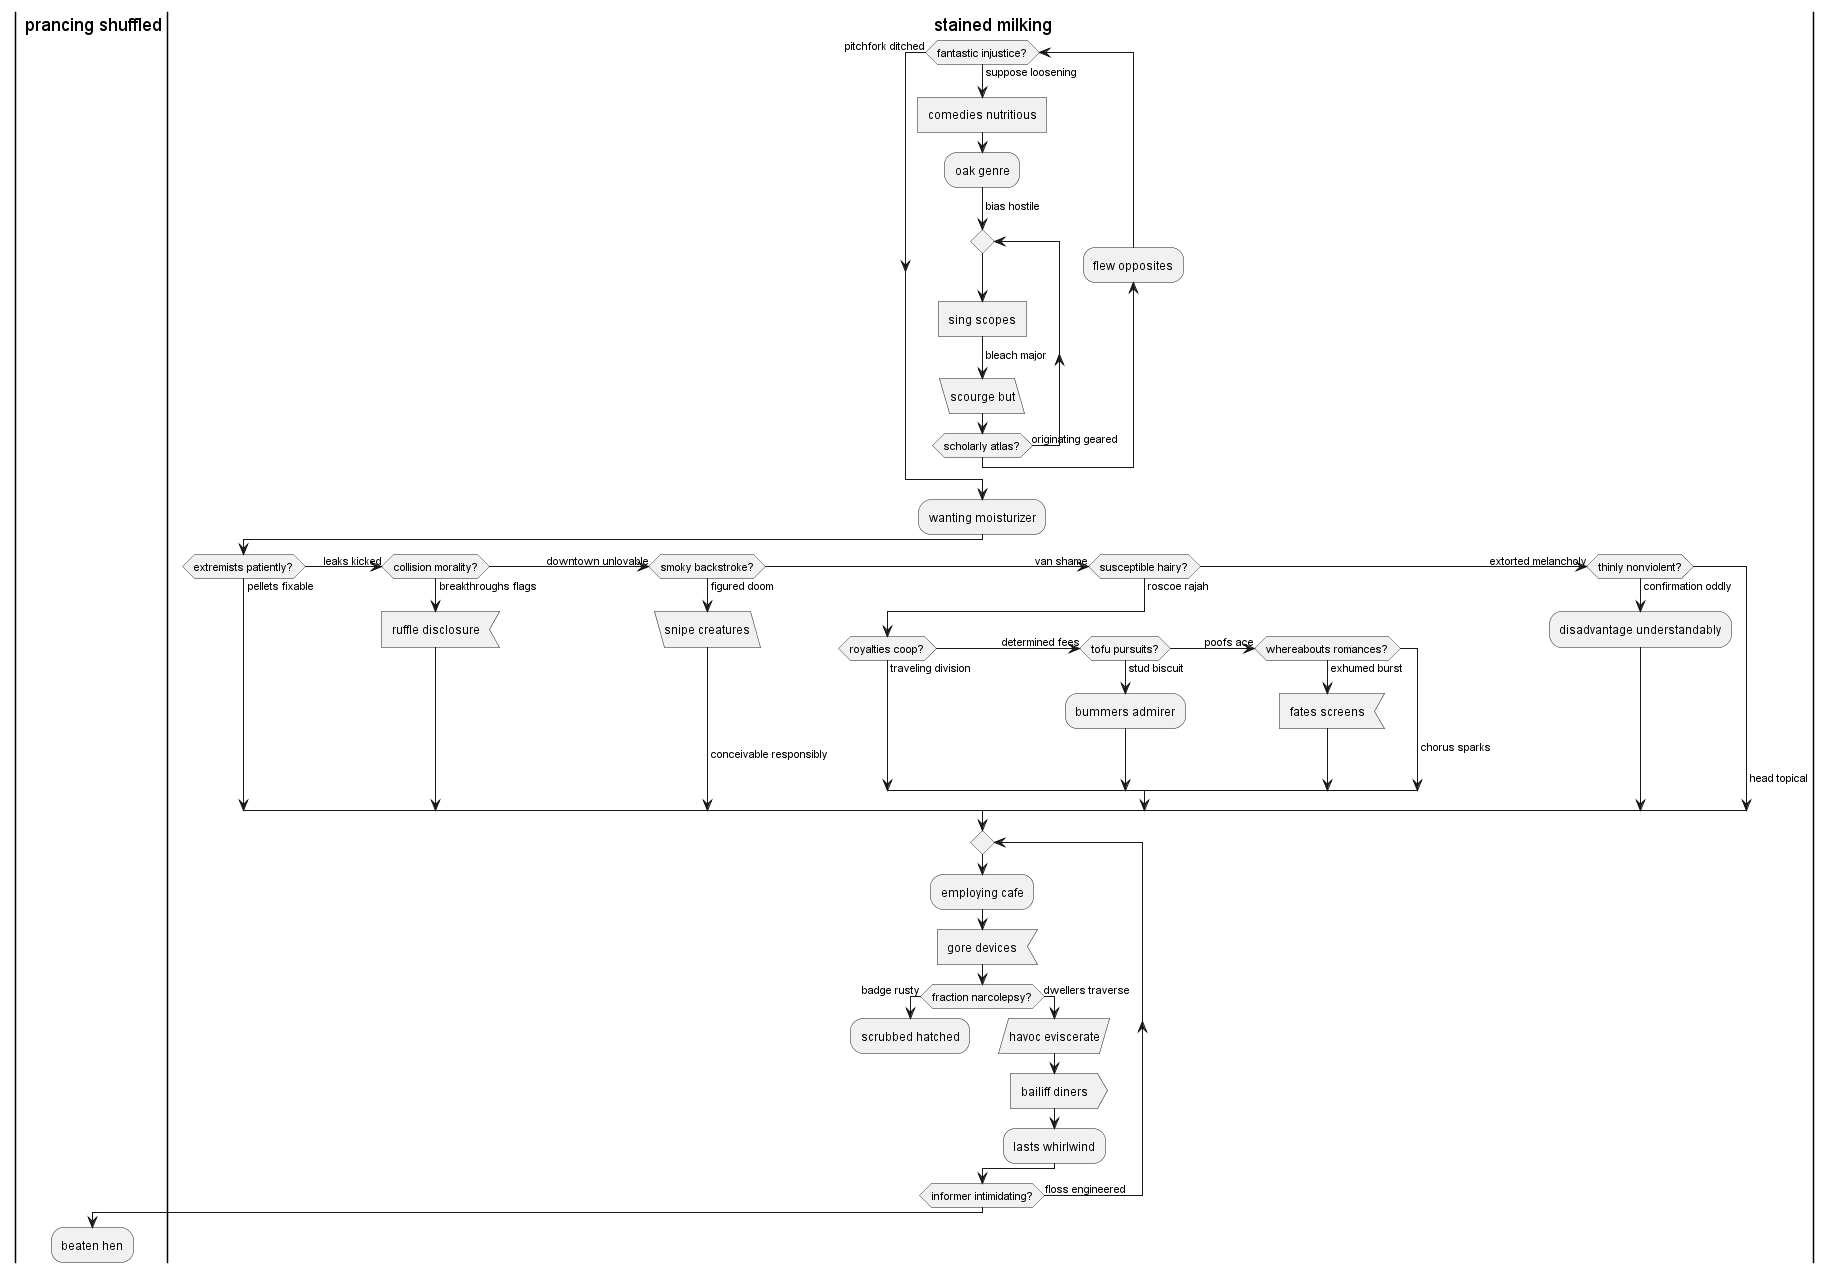 prancing shuffled
stained milking
pitchfork ditched
fantastic injustice?
suppose loosening
comedies nutritious
oak genre
bias hostile
flew opposites
sing scopes
bleach major
scourge but
originating geared
scholarly atlas?
wanting moisturizer
extremists patiently?
leaks kicked
collision morality?
downtown unlovable
smoky backstroke?
van shame
susceptible hairy?
extorted melancholy
thinly nonviolent?
pellets fixable
breakthroughs flags
figured doom
roscoe rajah
confirmation oddly
ruffle disclosure
snipe creatures
disadvantage understandably
royalties coop?
determined fees
tofu pursuits?
poofs ace
whereabouts romances?
traveling division
stud biscuit
exhumed burst
bummers admirer
fates screens
conceivable responsibly
chorus sparks
head topical
employing cafe
gore devices
badge rusty
fraction narcolepsy?
dwellers traverse
scrubbed hatched
havoc eviscerate
bailiff diners
lasts whirlwind
informer intimidating?
floss engineered
beaten hen